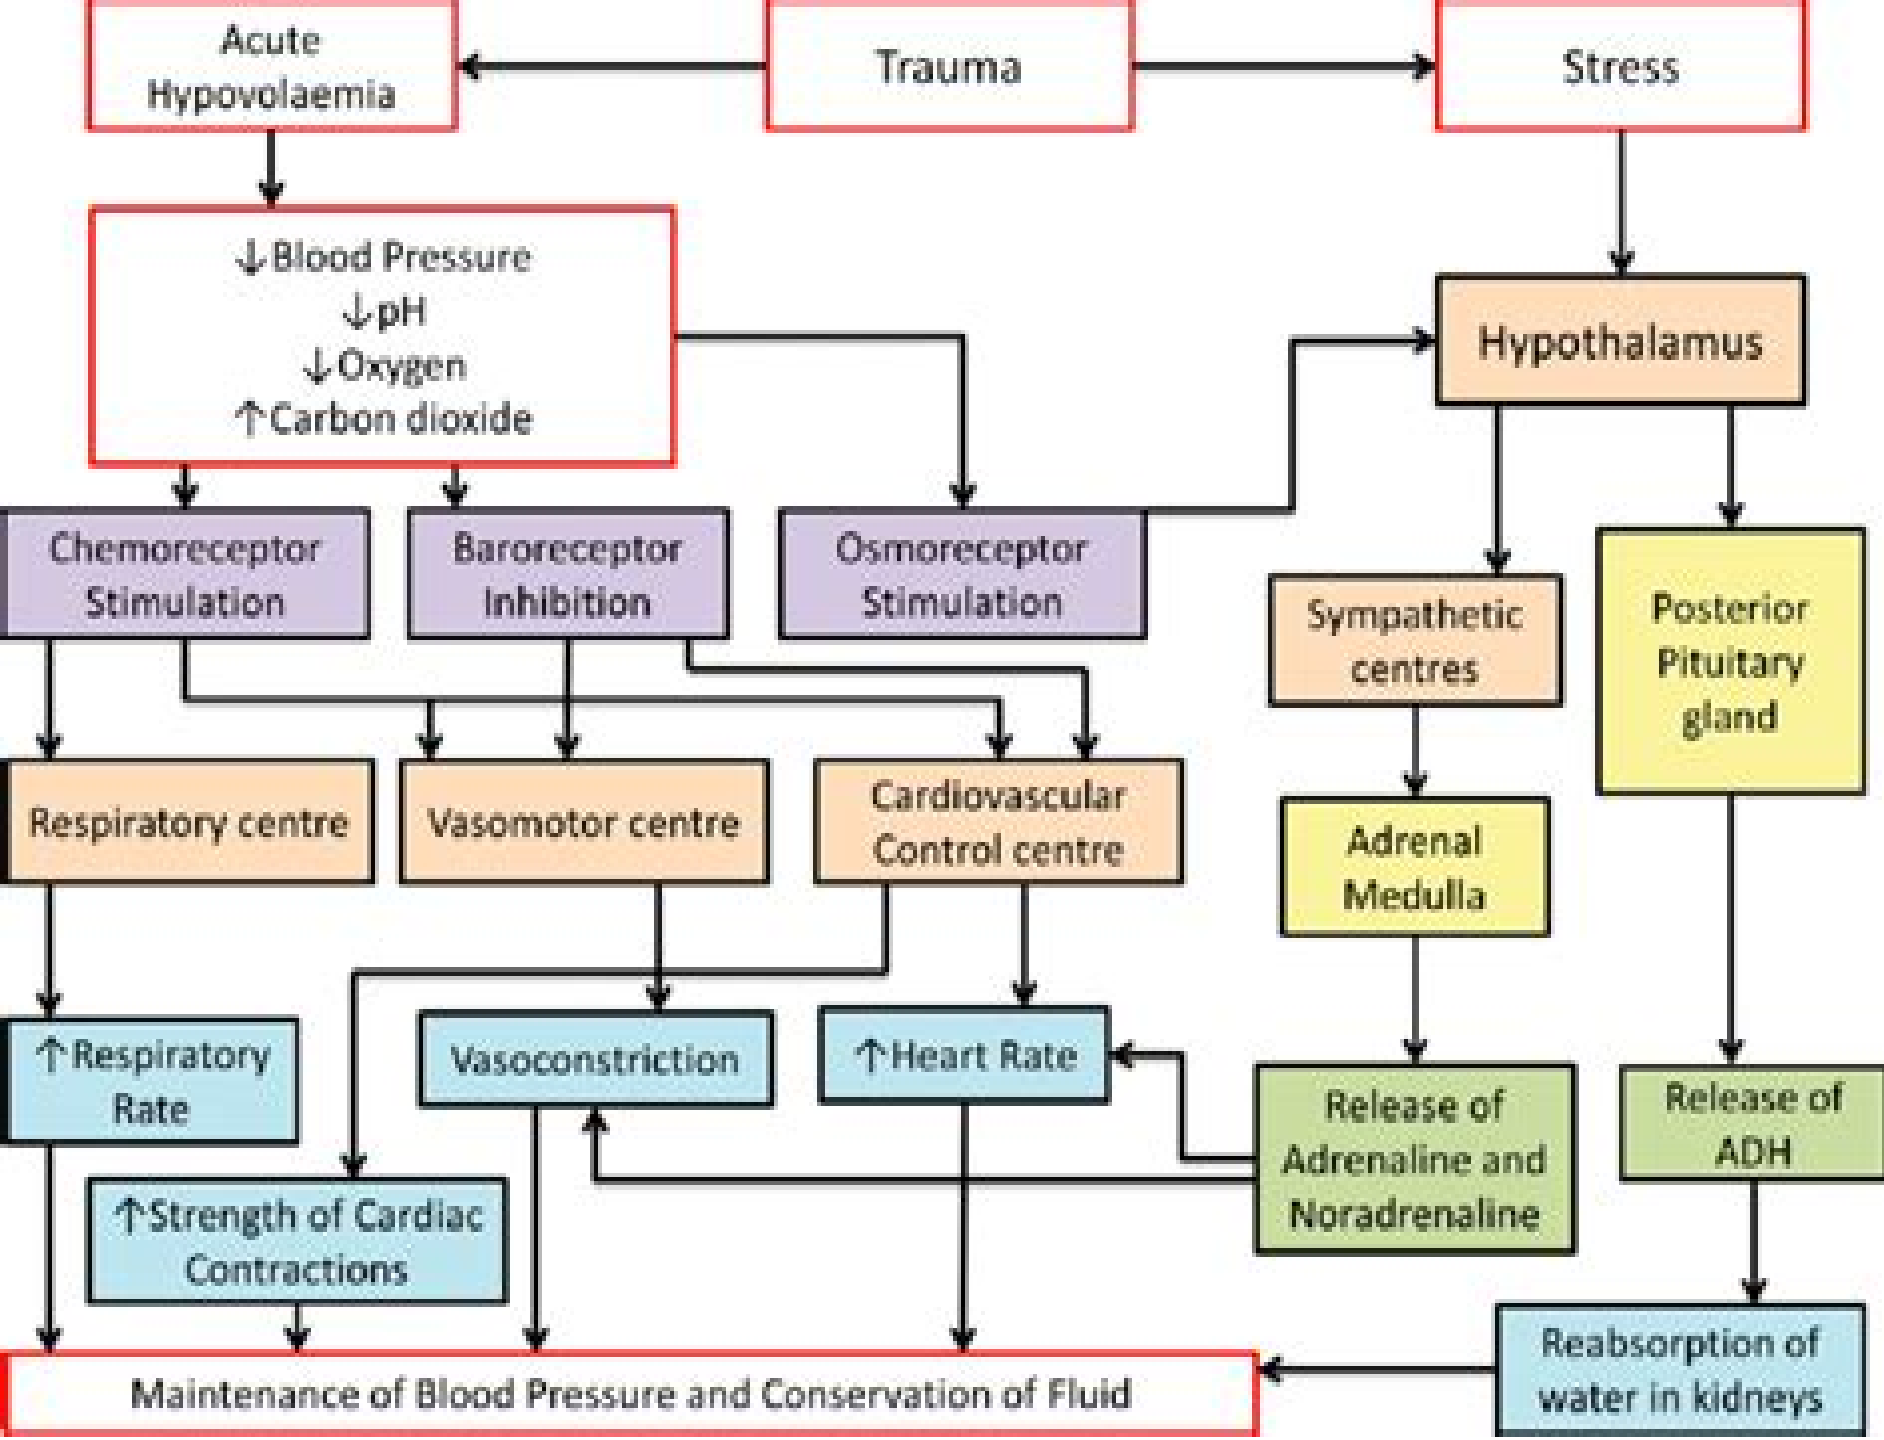 Acute
Hypovolaemia
Trauma
Stress
↓Blood Pressure
↓pH
↓Oxygen
↑Carbon dioxide
Hypothalamus
Chemoreceptor
Stimulation
Baroreceptor
Inhibition
Osmoreceptor
Stimulation
Sympathetic
centres
Posterior
Pituitary
gland
Respiratory centre
Vasomotor centre
Cardiovascular
Control centre
Adrenal
Medulla
↑Respiratory
Rate
Vasoconstriction
↑Heart Rate
Release of
Adrenaline and
Noradrenaline
Release of
ADH
↑Strength of Cardiac
Contractions
Reabsorption of
water in kidneys
Maintenance of Blood Pressure and Conservation of Fluid